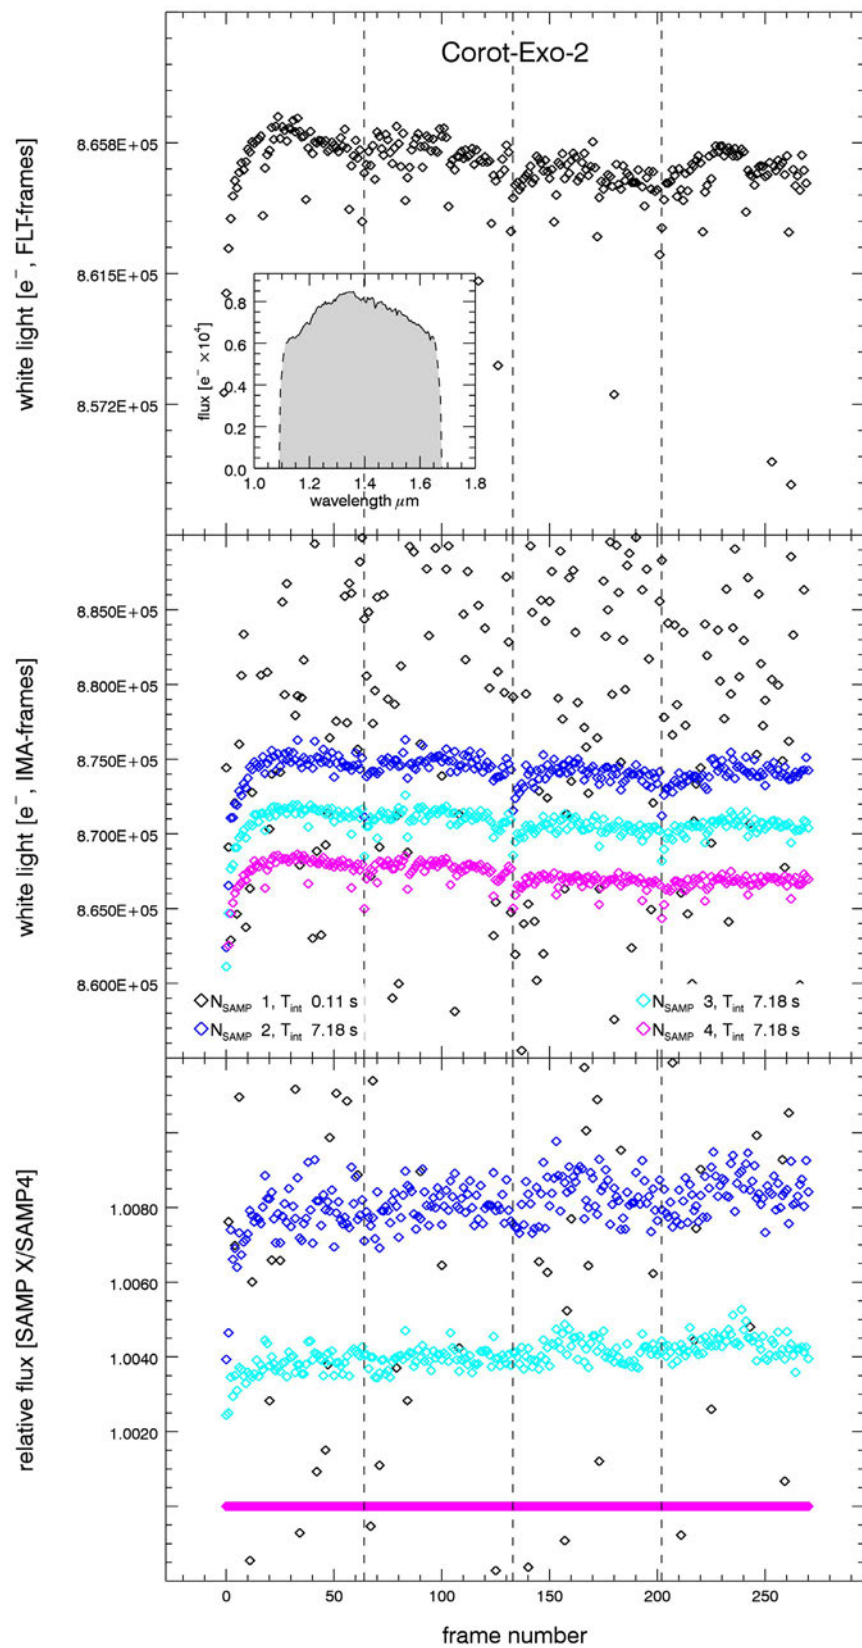 Corot-Exo-2
white light [e⁻, FLT-frames]
8.658E+05
8.615E+05
8.572E+05
flux [e⁻ ×10⁴]
0.8
0.6
0.4
0.2
0.0
1.0 1.2 1.4 1.6 1.8
wavelength μm
white light [e⁻, IMA-frames]
8.850E+05
8.800E+05
8.750E+05
8.700E+05
8.650E+05
8.600E+05
N_SAMP 1, T_int 0.11 s
N_SAMP 2, T_int 7.18 s
N_SAMP 3, T_int 7.18 s
N_SAMP 4, T_int 7.18 s
relative flux [SAMP X/SAMP4]
1.0080
1.0060
1.0040
1.0020
0 50 100 150 200 250
frame number